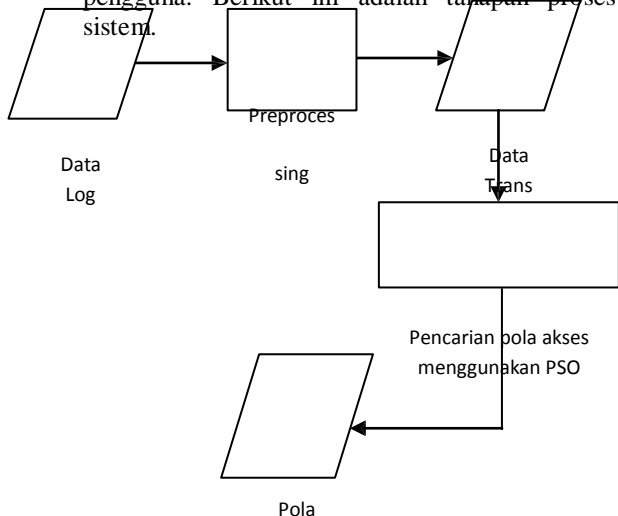 pengguna. Berikut ini adalah tahapan proses
sistem.
Data
Log
Preproces
sing
Data
Trans
Pencarian pola akses
menggunakan PSO
Pola